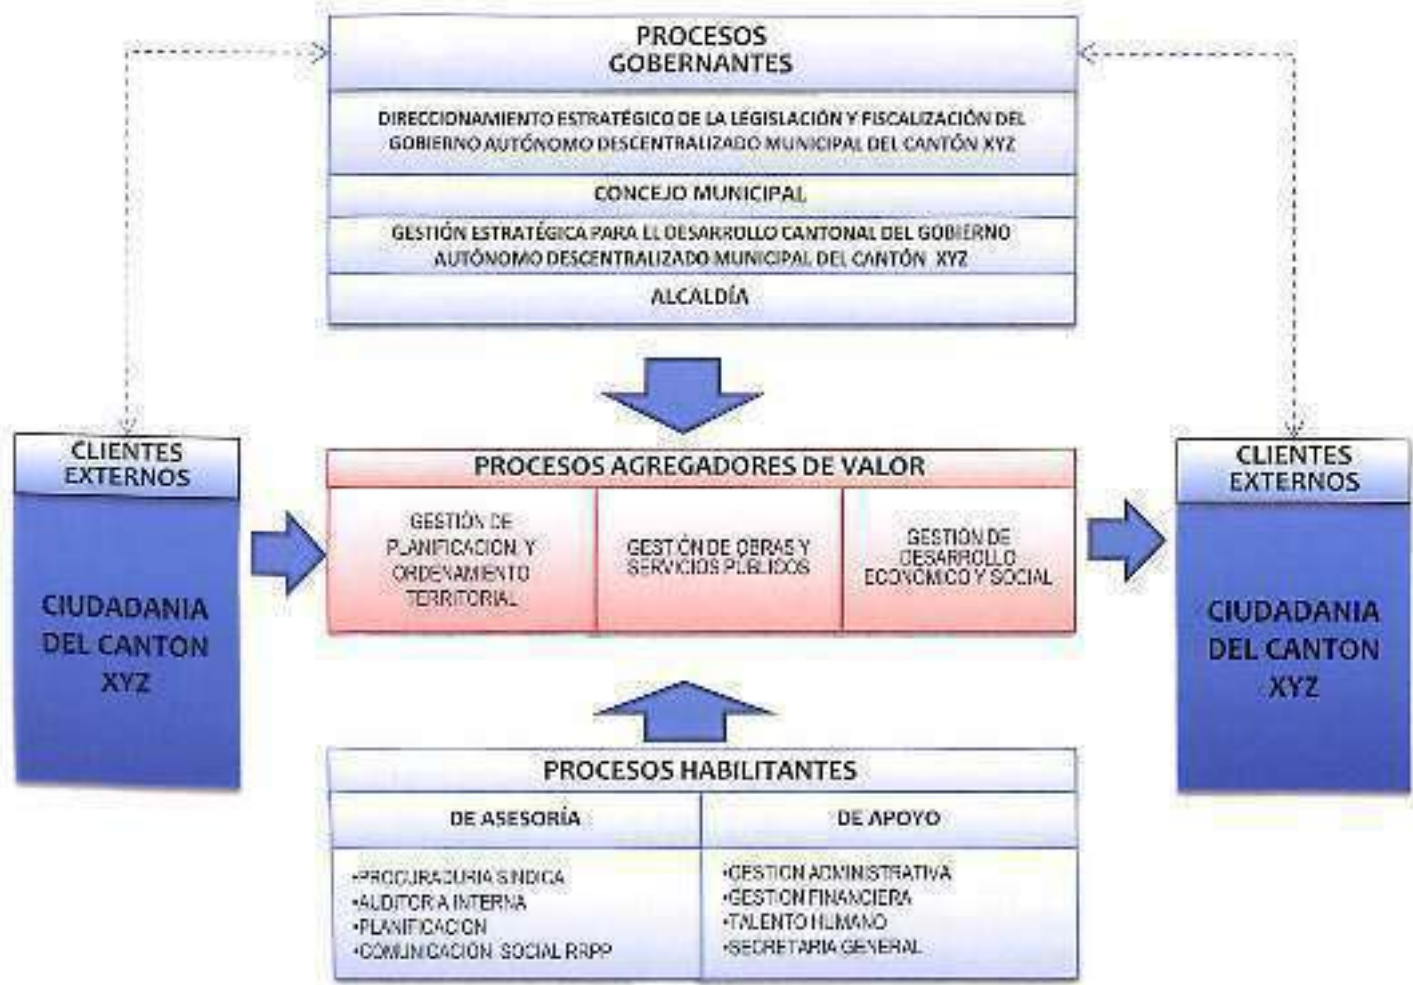 PROCESOS
GOBERNANTES
DIRECCIONAMIENTO ESTRATÉGICO DE LA LEGISLACIÓN Y FISCALIZACIÓN DEL
GOBIERNO AUTÓNOMO DESCENTRALIZADO MUNICIPAL DEL CANTÓN XYZ
CONCEJO MUNICIPAL
GESTIÓN ESTRATÉGICA PARA EL DESARROLLO CANTONAL DEL GOBIERNO
AUTÓNOMO DESCENTRALIZADO MUNICIPAL DEL CANTÓN XYZ
ALCALDÍA
CLIENTES
EXTERNOS
CIUDADANIA
DEL CANTON
XYZ
PROCESOS AGREGADORES DE VALOR
GESTIÓN DE
PLANIFICACION Y
ORDENAMIENTO
TERRITORIAL
GESTIÓN DE OBRAS Y
SERVICIOS PUBLICOS
GESTION DE
DESARROLLO
ECONOMICO Y SOCIAL
CLIENTES
EXTERNOS
CIUDADANIA
DEL CANTON
XYZ
PROCESOS HABILITANTES
DE ASESORÍA
•PROCURADURIA SINDICA
•AUDITORIA INTERNA
•PLANIFICACION
•COMUNICACIÓN SOCIAL RRPP
DE APOYO
•GESTION ADMINISTRATIVA
•GESTION FINANCIERA
•TALENTO HUMANO
•SECRETARIA GENERAL